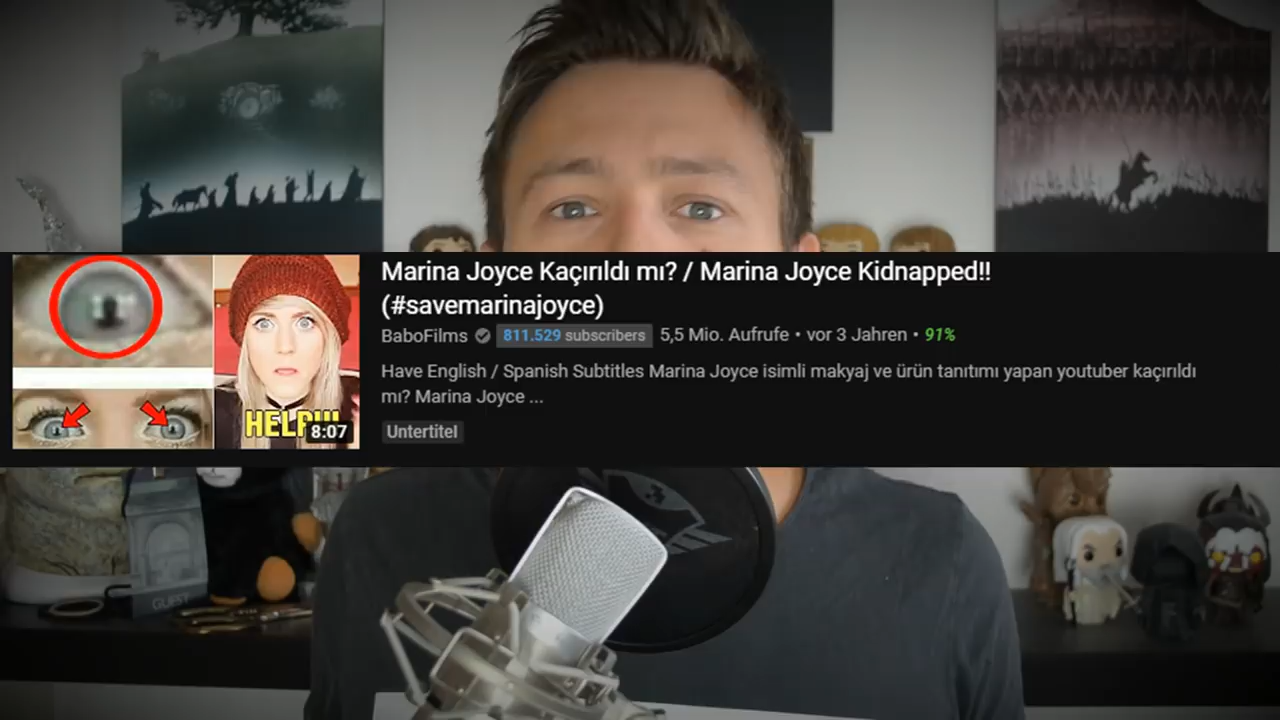 Marina Joyce Kaçırıldı mı? / Marina Joyce Kidnapped!!
(#savemarinajoyce)
BaboFilms 811.529 subscribers 5,5 Mio. Aufrufe • vor 3 Jahren • 91%
Have English / Spanish Subtitles Marina Joyce isimli makyaj ve ürün tanıtımı yapan youtuber kaçırıldı
mı? Marina Joyce ...
Untertitel
HELP!!!
8:07
GUEST